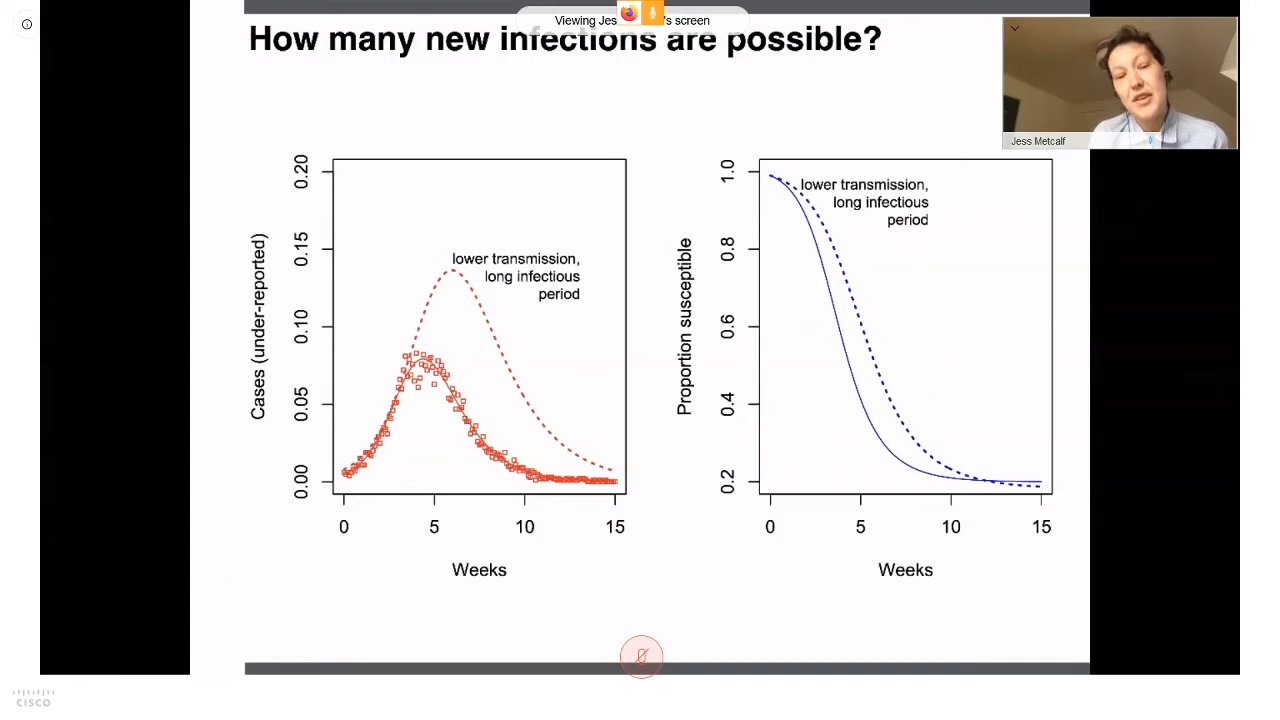 Viewing Jes 's screen
How many new infections are possible?
Jess Metcalf
lower transmission,
long infectious
period
Cases (under-reported)
0.20
0.15
0.10
0.05
0.00
0 5 10 15
Weeks
lower transmission,
long infectious
period
Proportion susceptible
1.0
0.8
0.6
0.4
0.2
0 5 10 15
Weeks
CISCO